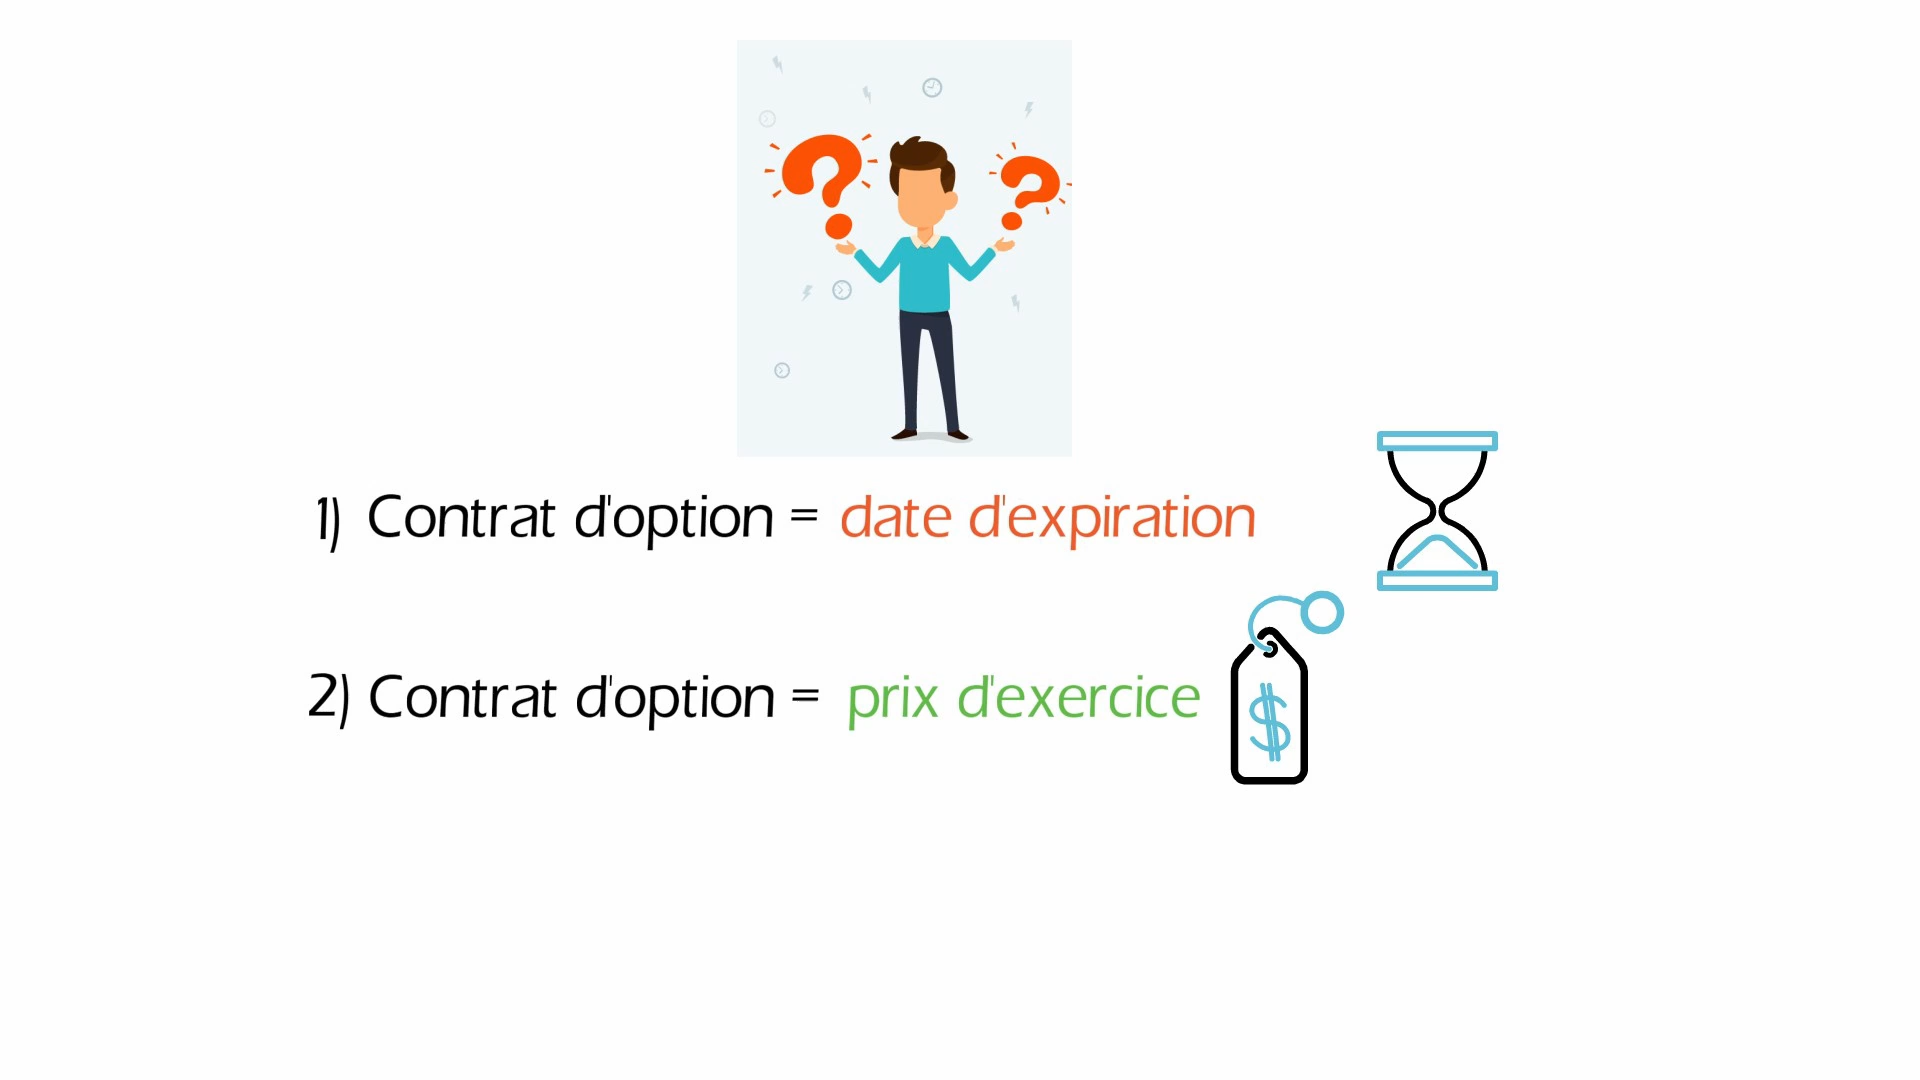 1) Contrat d'option = date d'expiration
2) Contrat d'option = prix d'exercice
$